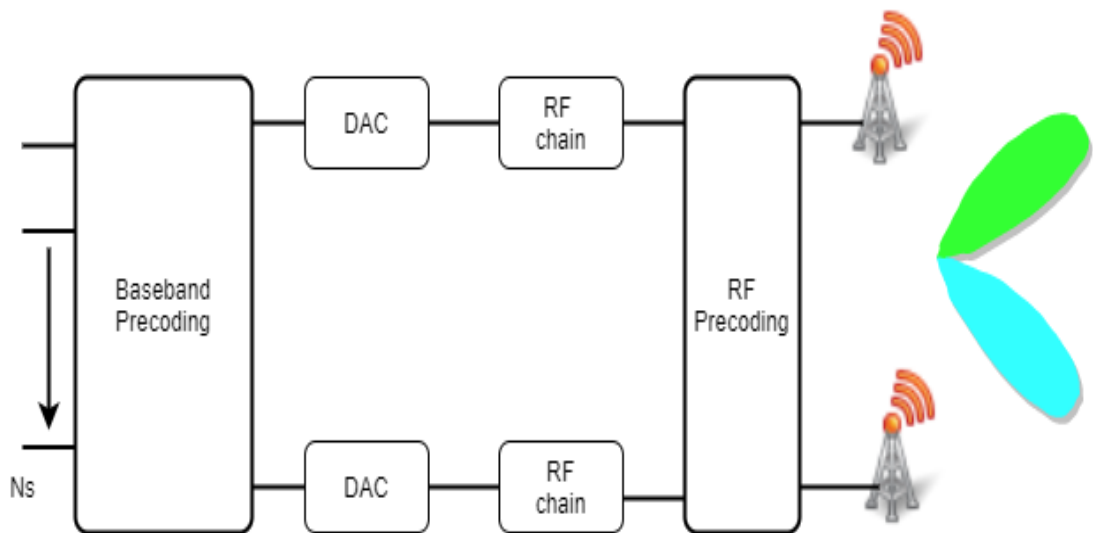 DAC
RF
chain
Baseband
Precoding
RF
Precoding
Ns
DAC
RF
chain